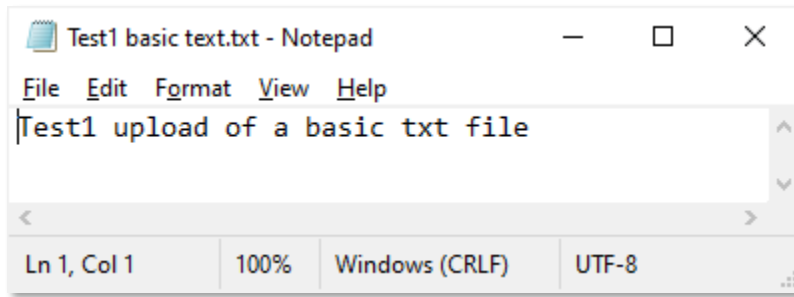 Test1 basic text.txt - Notepad
File Edit Format View Help
Test1 upload of a basic txt file
Ln 1, Col 1 100% Windows (CRLF) UTF-8